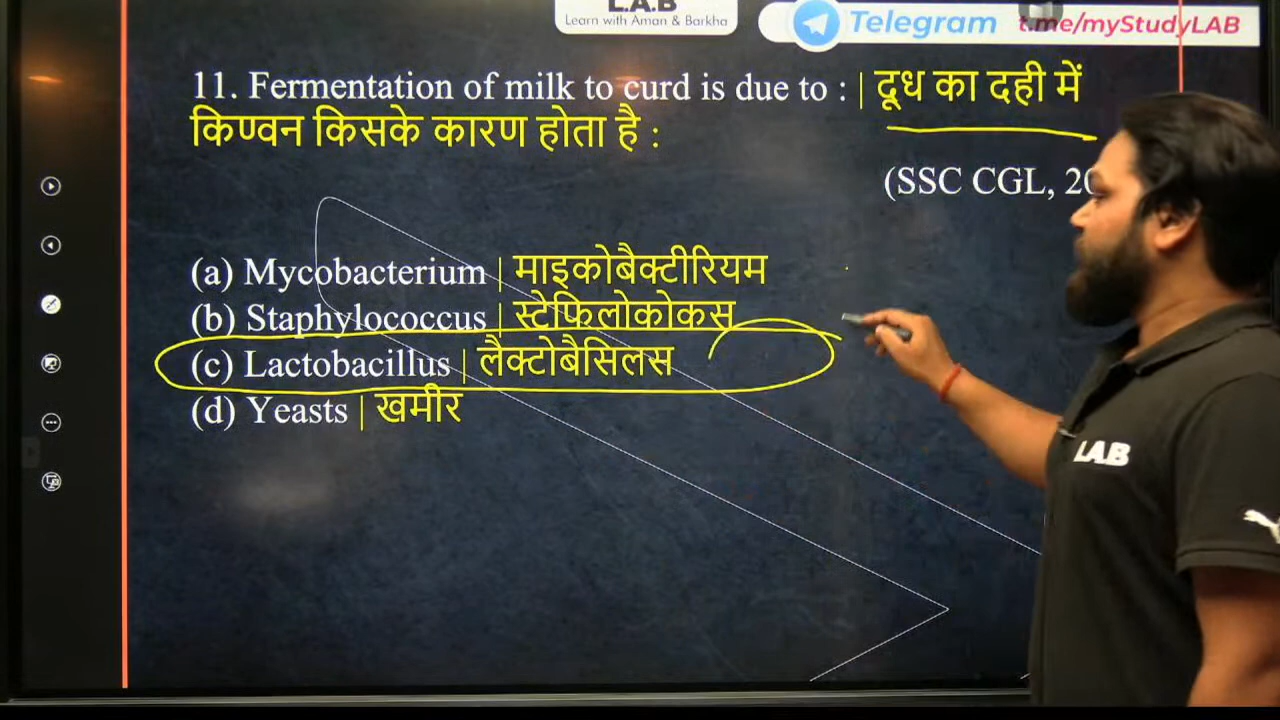 L.A.B
Learn with Aman & Barkha
Telegram t.me/myStudyLAB
11. Fermentation of milk to curd is due to : | दूध का दही में
किण्वन किसके कारण होता है :
(SSC CGL, 20
(a) Mycobacterium | माइकोबैक्टीरियम
(b) Staphylococcus | स्टेफिलोकोकस
(c) Lactobacillus | लैक्टोबैसिलस
(d) Yeasts | खमीर
LAB